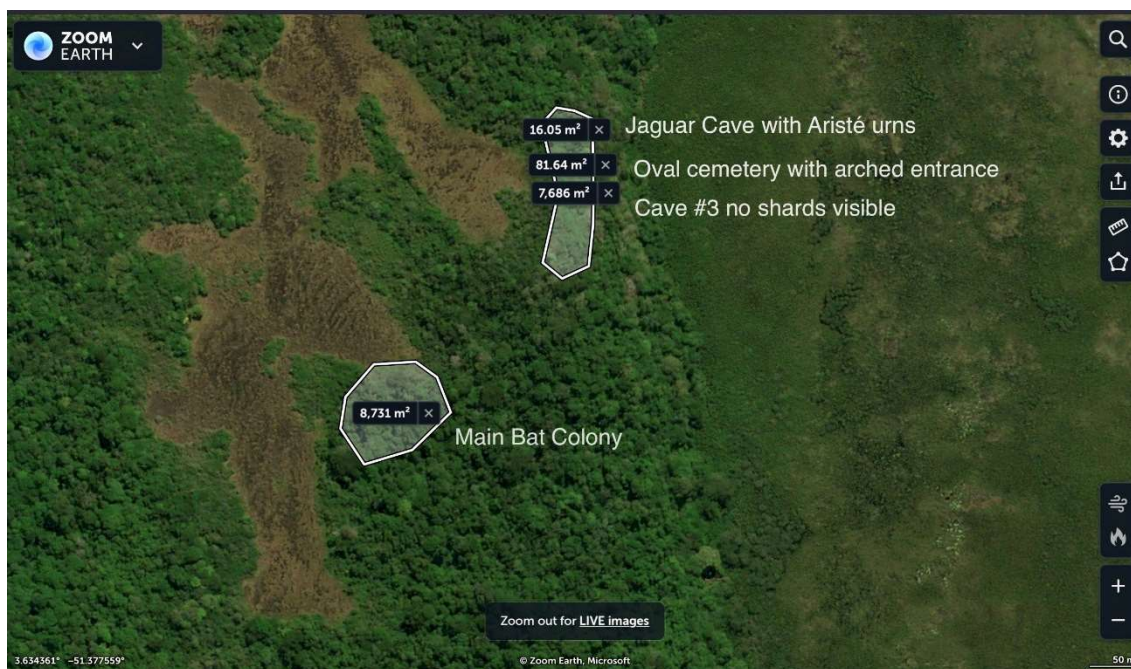 ZOOM
EARTH
16.05 m²
Jaguar Cave with Aristé urns
81.64 m²
Oval cemetery with arched entrance
7,686 m²
Cave #3 no shards visible
8,731 m²
Main Bat Colony
Zoom out for LIVE images
3.634361° −51.377559°
© Zoom Earth, Microsoft
50 m